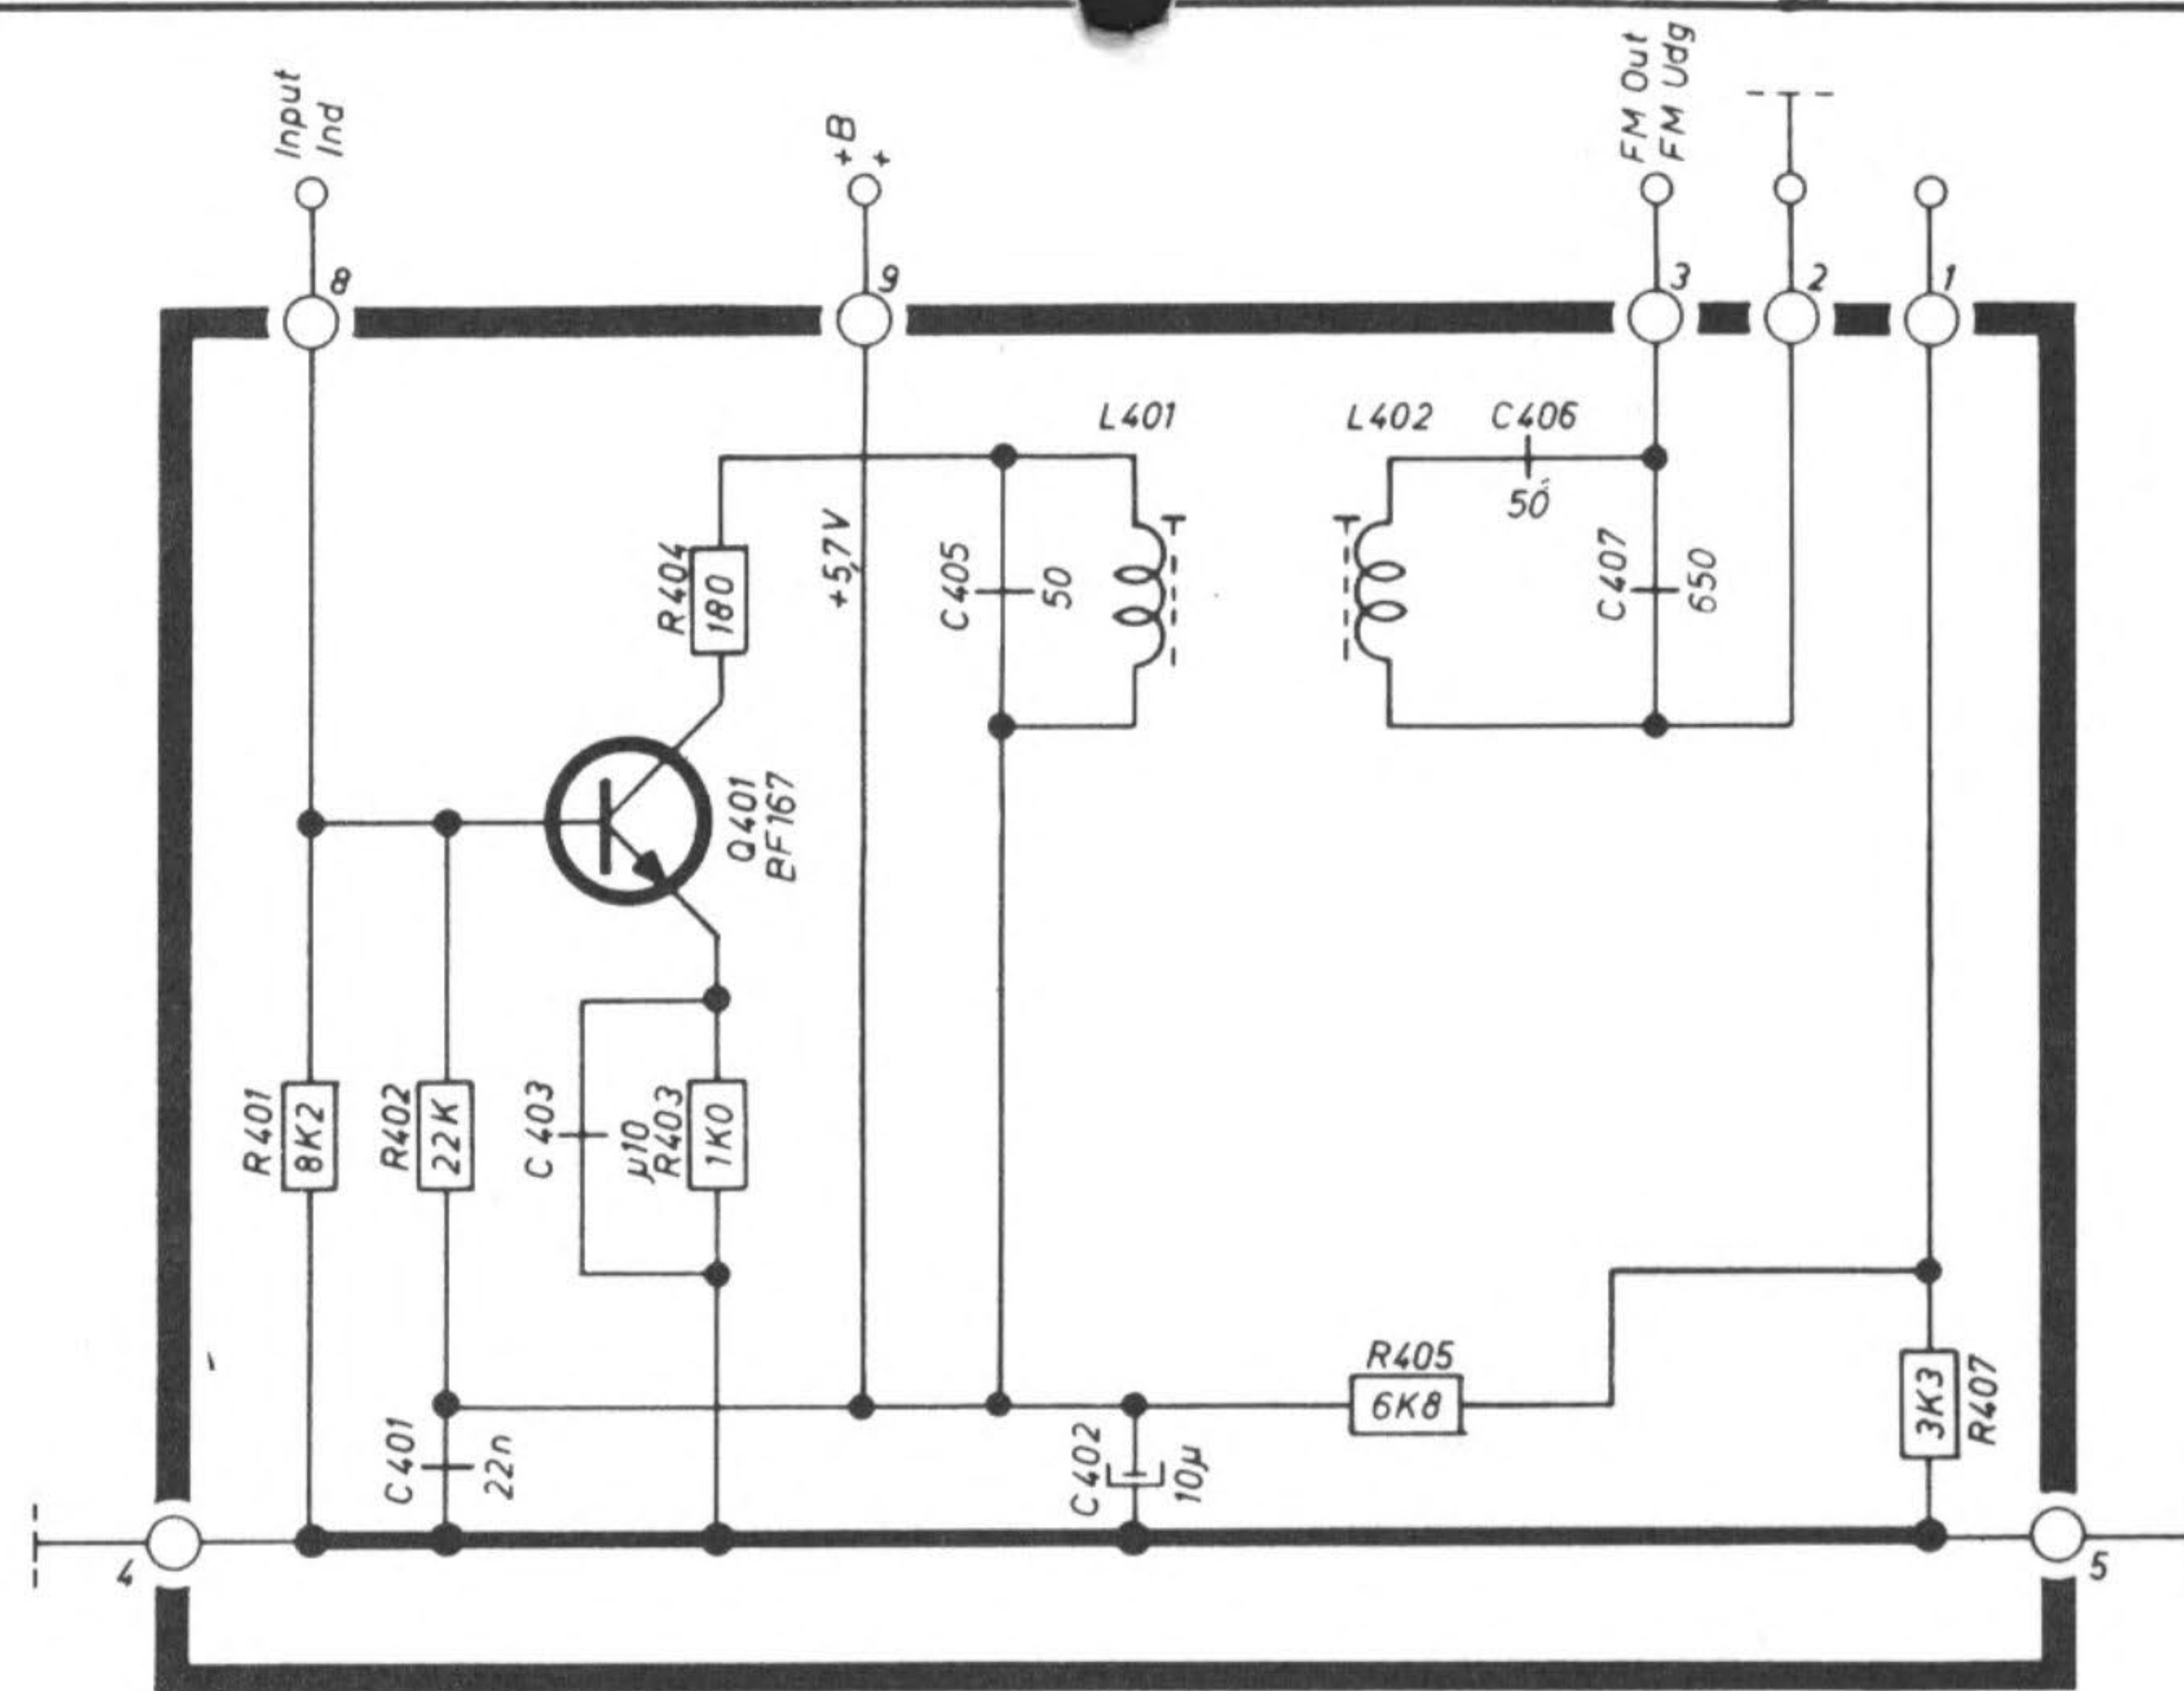 Input
Ind
+B
+
FM Out
FM Udg
8
9
3
2
1
L401
L402
C406
50
R404
180
+5,7V
C405
50
C407
650
Q401
BF167
R401
8K2
R402
22K
C403
µ10
R403
1K0
R405
6K8
3K3
R407
C401
22n
C402
10µ
4
5